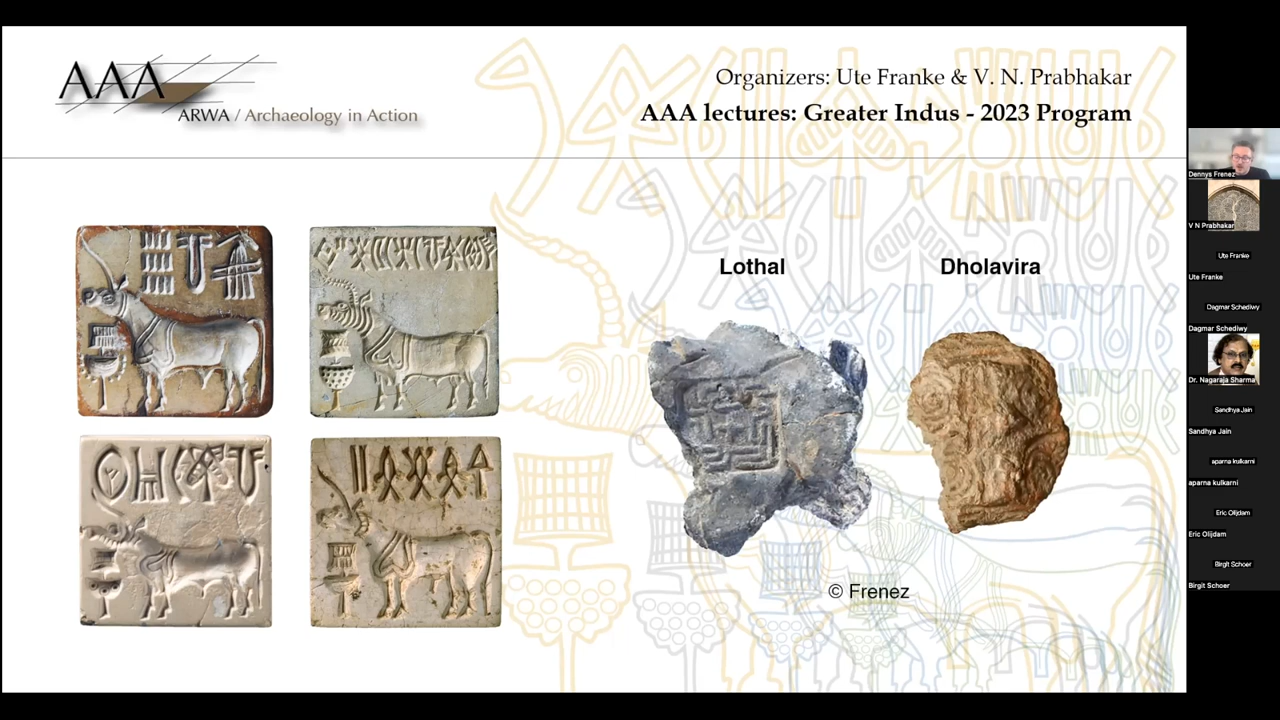 AAA
ARWA / Archaeology in Action
Organizers: Ute Franke & V. N. Prabhakar
AAA lectures: Greater Indus - 2023 Program
Lothal
Dholavira
© Frenez
Dennys Frenez
V N Prabhakar
Ute Franke
Ute Franke
Dagmar Schediwy
Dagmar Schediwy
Dr. Nagaraja Sharma
Sandhya Jain
Sandhya Jain
aparna kulkarni
aparna kulkarni
Eric Olijdam
Eric Olijdam
Birgit Schoer
Birgit Schoer